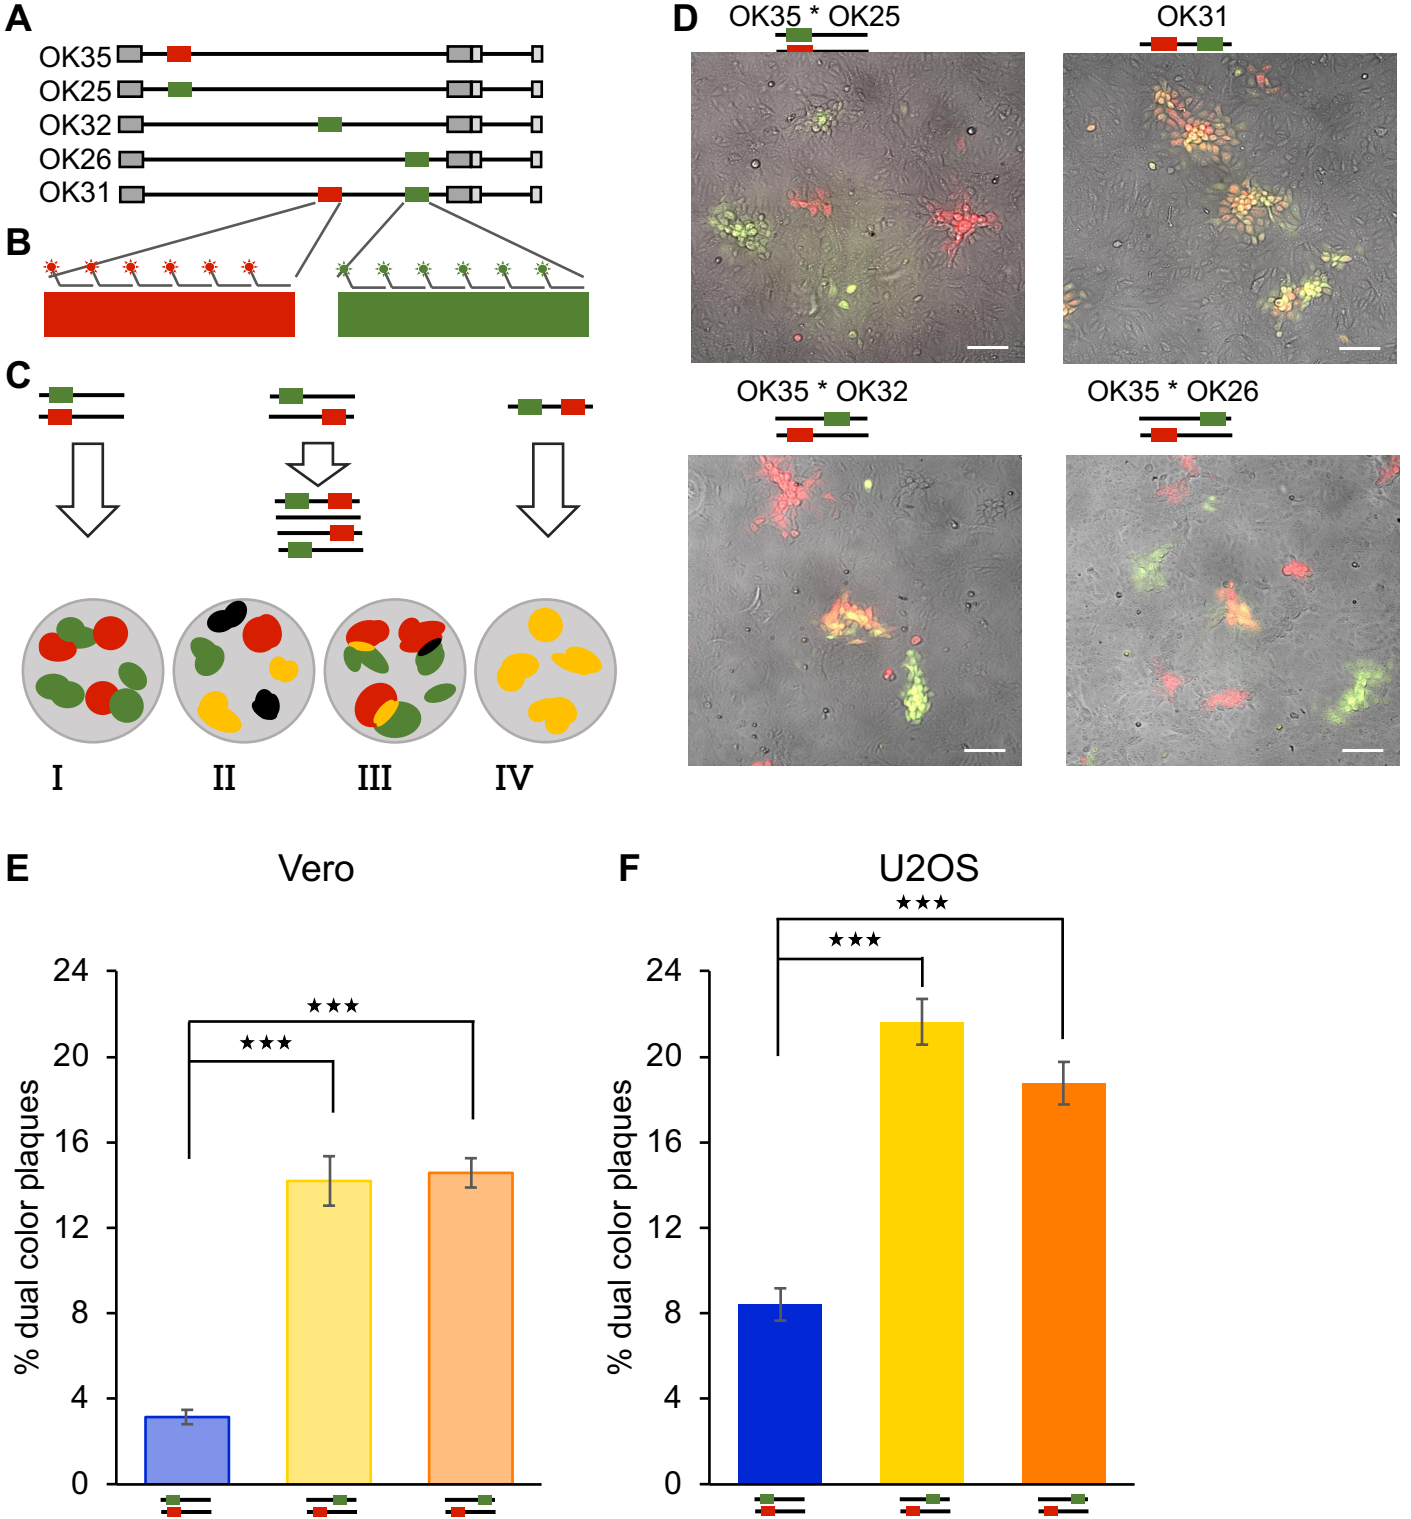 A
OK35
OK25
OK32
OK26
OK31
B
C
I II III IV
D
OK35 * OK25
OK31
OK35 * OK32
OK35 * OK26
E
Vero
★★★
★★★
% dual color plaques
24
20
16
12
8
4
0
F
U2OS
★★★
★★★
% dual color plaques
24
20
16
12
8
4
0